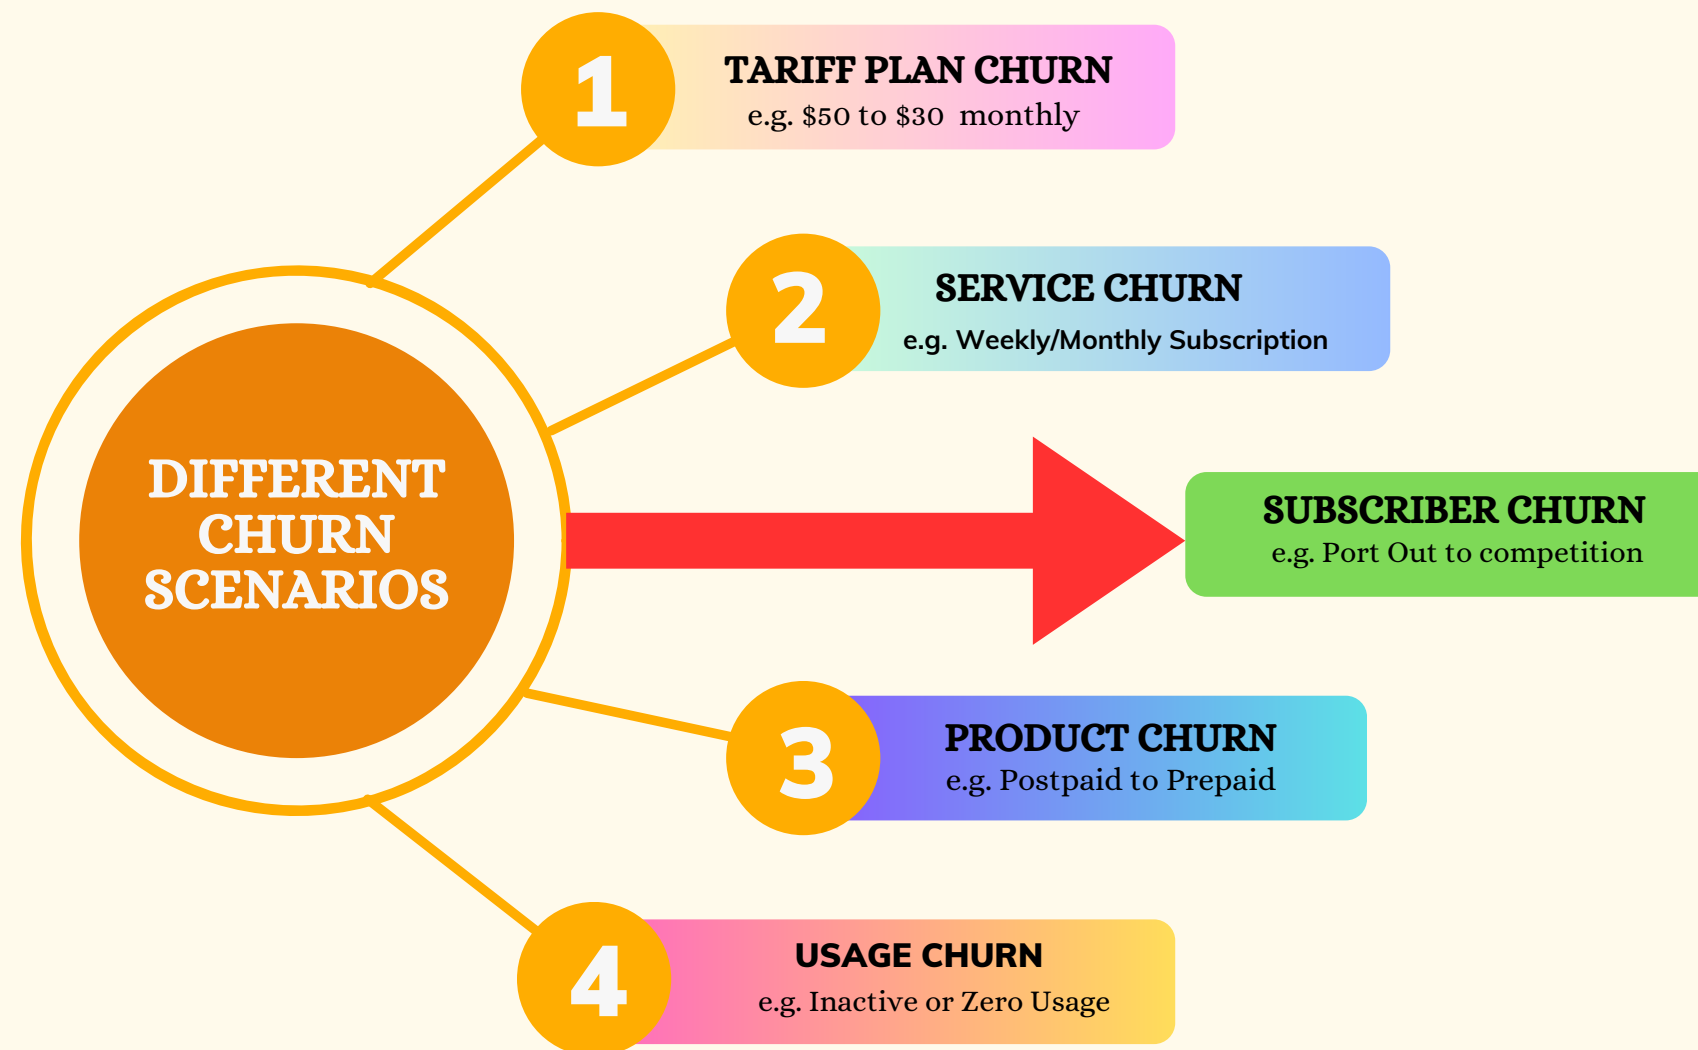 1
TARIFF PLAN CHURN
e.g. $50 to $30 monthly
2
SERVICE CHURN
e.g. Weekly/Monthly Subscription
DIFFERENT
CHURN
SCENARIOS
SUBSCRIBER CHURN
e.g. Port Out to competition
3
PRODUCT CHURN
e.g. Postpaid to Prepaid
4
USAGE CHURN
e.g. Inactive or Zero Usage